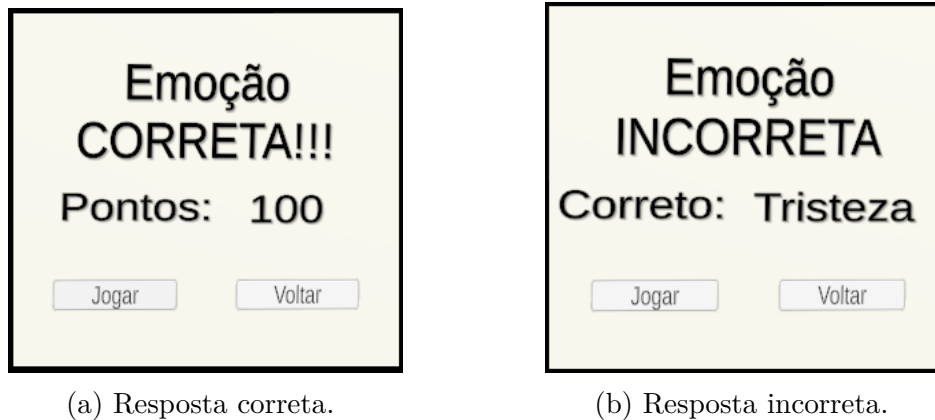 Emoção
CORRETA!!!
Pontos: 100
Jogar Voltar
(a) Resposta correta.
Emoção
INCORRETA
Correto: Tristeza
Jogar Voltar
(b) Resposta incorreta.